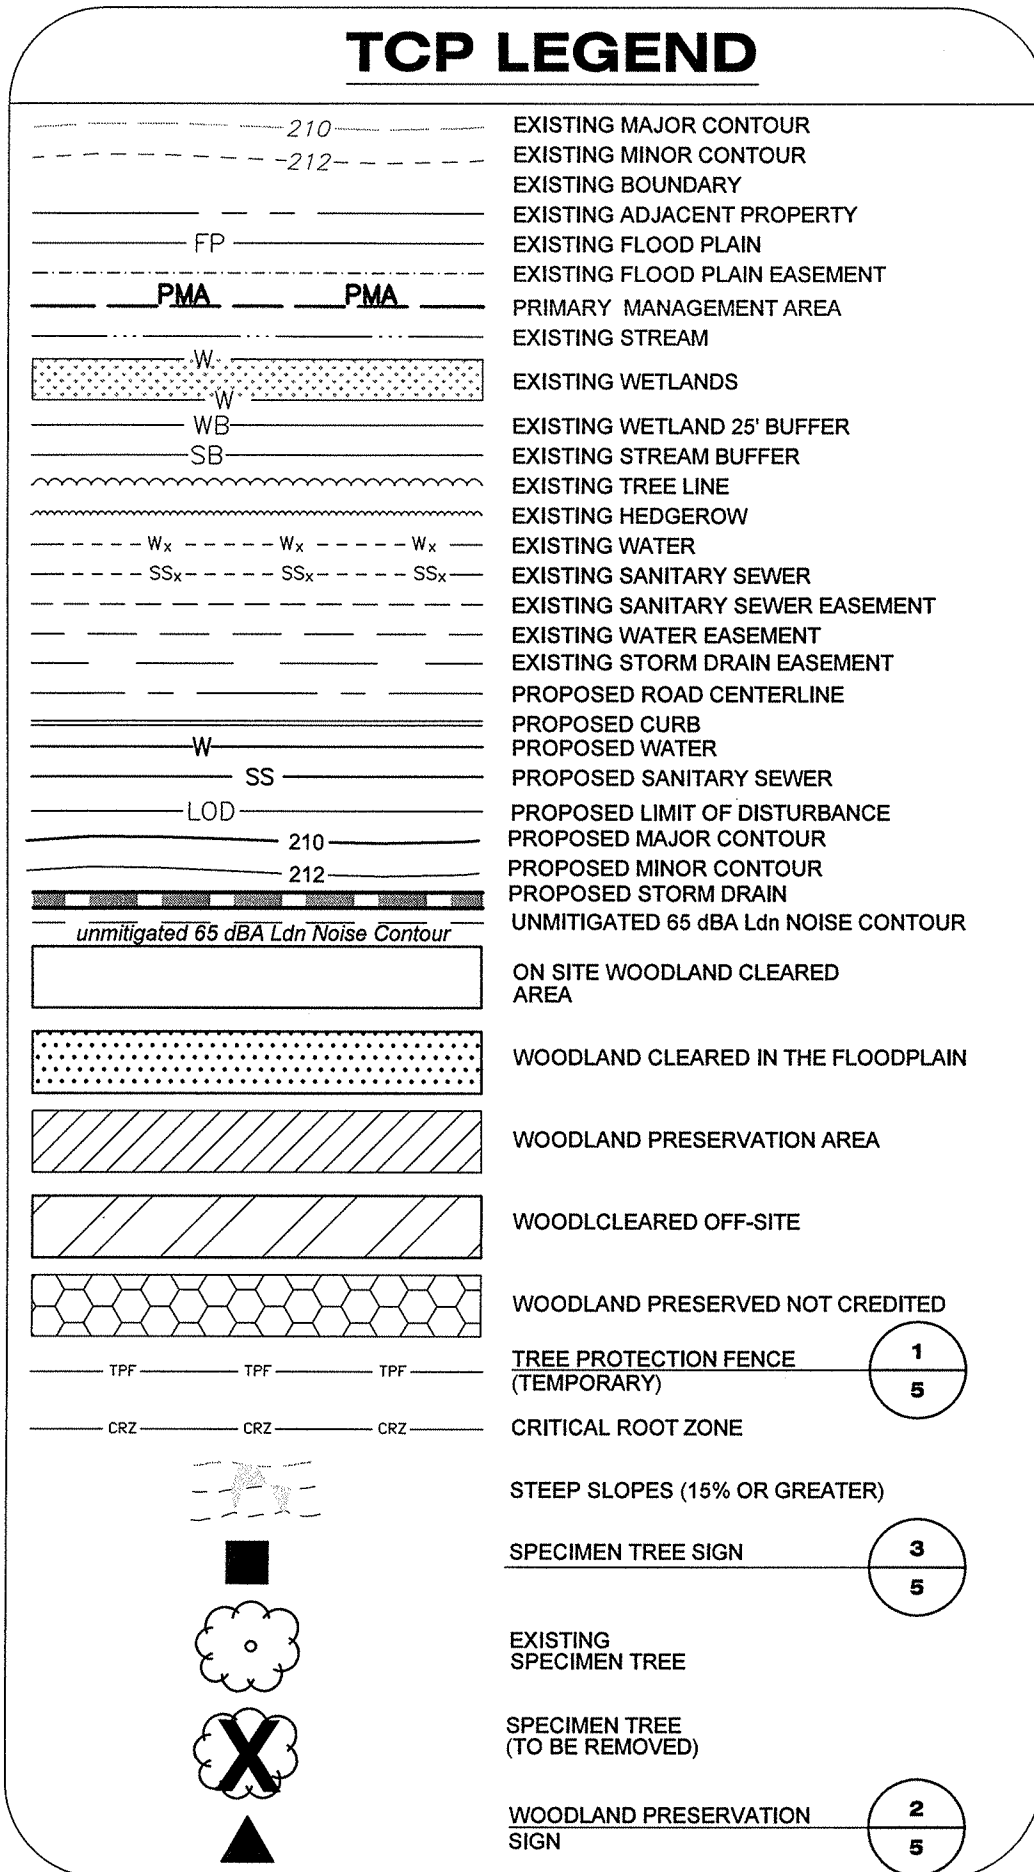 TCP LEGEND
210 EXISTING MAJOR CONTOUR
212 EXISTING MINOR CONTOUR
EXISTING BOUNDARY
EXISTING ADJACENT PROPERTY
FP EXISTING FLOOD PLAIN
EXISTING FLOOD PLAIN EASEMENT
PMA PMA PRIMARY MANAGEMENT AREA
EXISTING STREAM
W
EXISTING WETLANDS
W
WB EXISTING WETLAND 25' BUFFER
SB EXISTING STREAM BUFFER
EXISTING TREE LINE
EXISTING HEDGEROW
Wx Wx Wx EXISTING WATER
SSx SSx SSx EXISTING SANITARY SEWER
EXISTING SANITARY SEWER EASEMENT
EXISTING WATER EASEMENT
EXISTING STORM DRAIN EASEMENT
PROPOSED ROAD CENTERLINE
PROPOSED CURB
W PROPOSED WATER
SS PROPOSED SANITARY SEWER
LOD PROPOSED LIMIT OF DISTURBANCE
210 PROPOSED MAJOR CONTOUR
212 PROPOSED MINOR CONTOUR
PROPOSED STORM DRAIN
UNMITIGATED 65 dBA Ldn NOISE CONTOUR
unmitigated 65 dBA Ldn Noise Contour
ON SITE WOODLAND CLEARED
AREA
WOODLAND CLEARED IN THE FLOODPLAIN
WOODLAND PRESERVATION AREA
WOODLCLEARED OFF-SITE
WOODLAND PRESERVED NOT CREDITED
TPF TPF TPF TREE PROTECTION FENCE 1
(TEMPORARY) 5
CRZ CRZ CRZ CRITICAL ROOT ZONE
STEEP SLOPES (15% OR GREATER)
SPECIMEN TREE SIGN 3
5
EXISTING
SPECIMEN TREE
X SPECIMEN TREE
(TO BE REMOVED)
WOODLAND PRESERVATION 2
SIGN 5